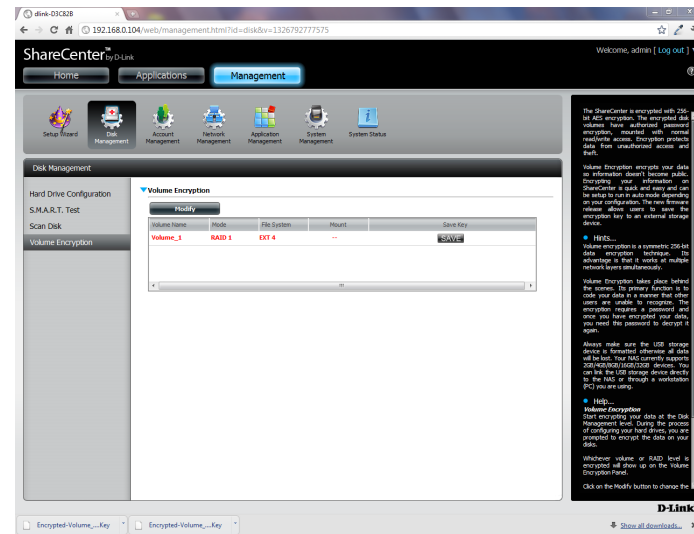 dlink-D3C82B
192.168.0.104/web/management.html?id=disk&v=1326792777575
ShareCenter™ by D-Link
Welcome, admin [ Log out ]
Home
Applications
Management
Setup Wizard
Disk
Management
Account
Management
Network
Management
Application
Management
System
Management
System Status
Disk Management
Hard Drive Configuration
S.M.A.R.T. Test
Scan Disk
Volume Encryption
Volume Encryption
Modify
Volume Name Mode File System Mount Save Key
Volume_1 RAID 1 EXT 4 -- SAVE
The ShareCenter is encrypted with 256-
bit AES encryption. The encrypted disk
volumes have authorized password
encryption, mounted with normal
read/write access. Encryption protects
data from unauthorized access and
theft.
Volume Encryption encrypts your data
so information doesn't become public.
Encrypting your information on
ShareCenter is quick and easy and can
be setup to run in auto mode depending
on your configuration. The new firmware
release allows users to save the
encryption key to an external storage
device.
Hints...
Volume encryption is a symmetric 256-bit
data encryption technique. Its
advantage is that it works at multiple
network layers simultaneously.
Volume Encryption takes place behind
the scenes. Its primary function is to
code your data in a manner that other
users are unable to recognize. The
encryption requires a password and
once you have encrypted your data,
you need this password to decrypt it
again.
Always make sure the USB storage
device is formatted otherwise all data
will be lost. Your NAS currently supports
2GB/4GB/8GB/16GB/32GB devices. You
can link the USB storage device directly
to the NAS or through a workstation
(PC) you are using.
Help...
Volume Encryption
Start encrypting your data at the Disk
Management level. During the process
of configuring your hard drives, you are
prompted to encrypt the data on your
disks.
Whichever volume or RAID level is
encrypted will show up on the Volume
Encryption Panel.
Click on the Modify button to change the
D-Link
Encrypted-Volume_....Key
Encrypted-Volume_....Key
Show all downloads...